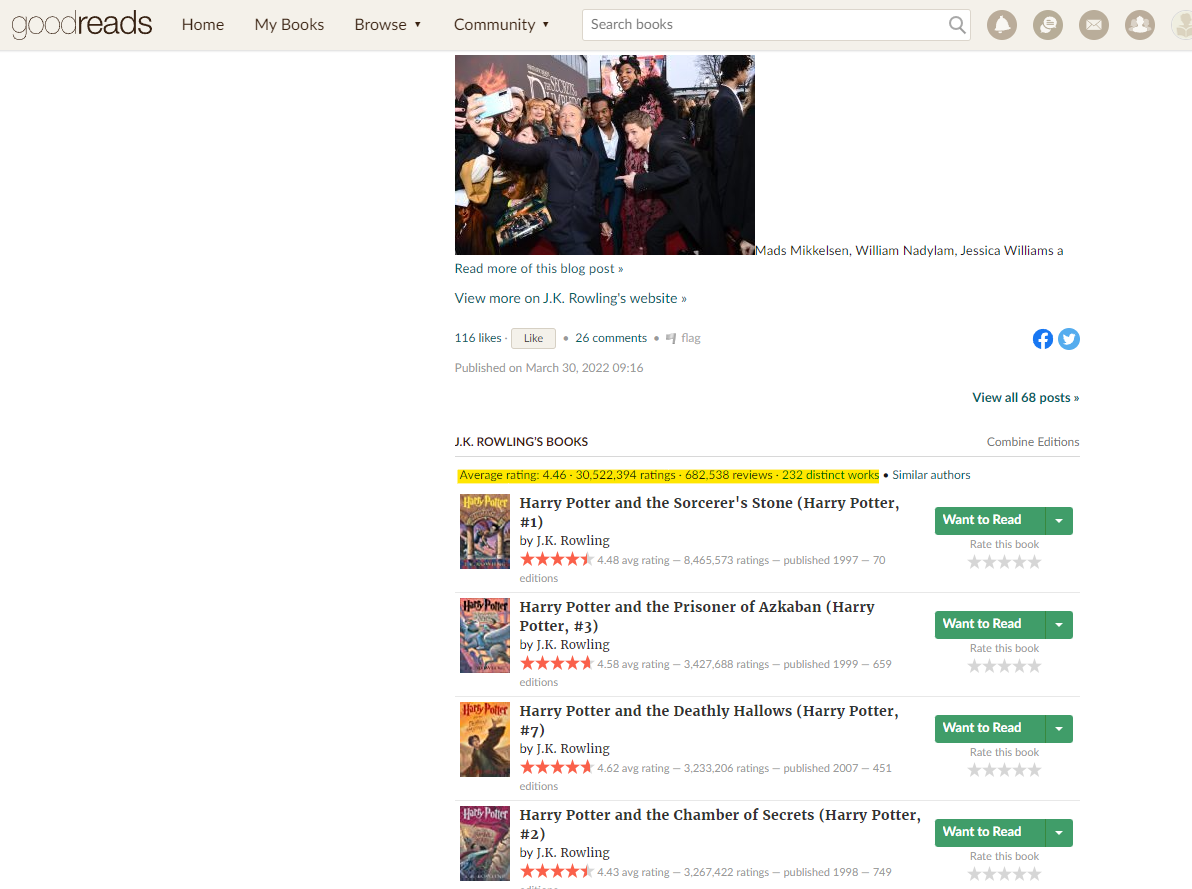 goodreads Home My Books Browse ▼ Community ▼ Search books
SECRETS
Mads Mikkelsen, William Nadylam, Jessica Williams a
Read more of this blog post »
View more on J.K. Rowling's website »
116 likes · Like • 26 comments • flag
Published on March 30, 2022 09:16
View all 68 posts »
J.K. ROWLING'S BOOKS Combine Editions
Average rating: 4.46 · 30,522,394 ratings · 682,538 reviews · 232 distinct works • Similar authors
Harry Potter
Harry Potter and the Sorcerer's Stone (Harry Potter,
#1)
by J.K. Rowling
4.48 avg rating — 8,465,573 ratings — published 1997 — 70
editions
Want to Read
Rate this book
Harry Potter
Harry Potter and the Prisoner of Azkaban (Harry
Potter, #3)
by J.K. Rowling
4.58 avg rating — 3,427,688 ratings — published 1999 — 659
editions
Want to Read
Rate this book
Harry Potter
Harry Potter and the Deathly Hallows (Harry Potter,
#7)
by J.K. Rowling
4.62 avg rating — 3,233,206 ratings — published 2007 — 451
editions
Want to Read
Rate this book
Harry Potter
Harry Potter and the Chamber of Secrets (Harry Potter,
#2)
by J.K. Rowling
4.43 avg rating — 3,267,422 ratings — published 1998 — 749
Want to Read
Rate this book